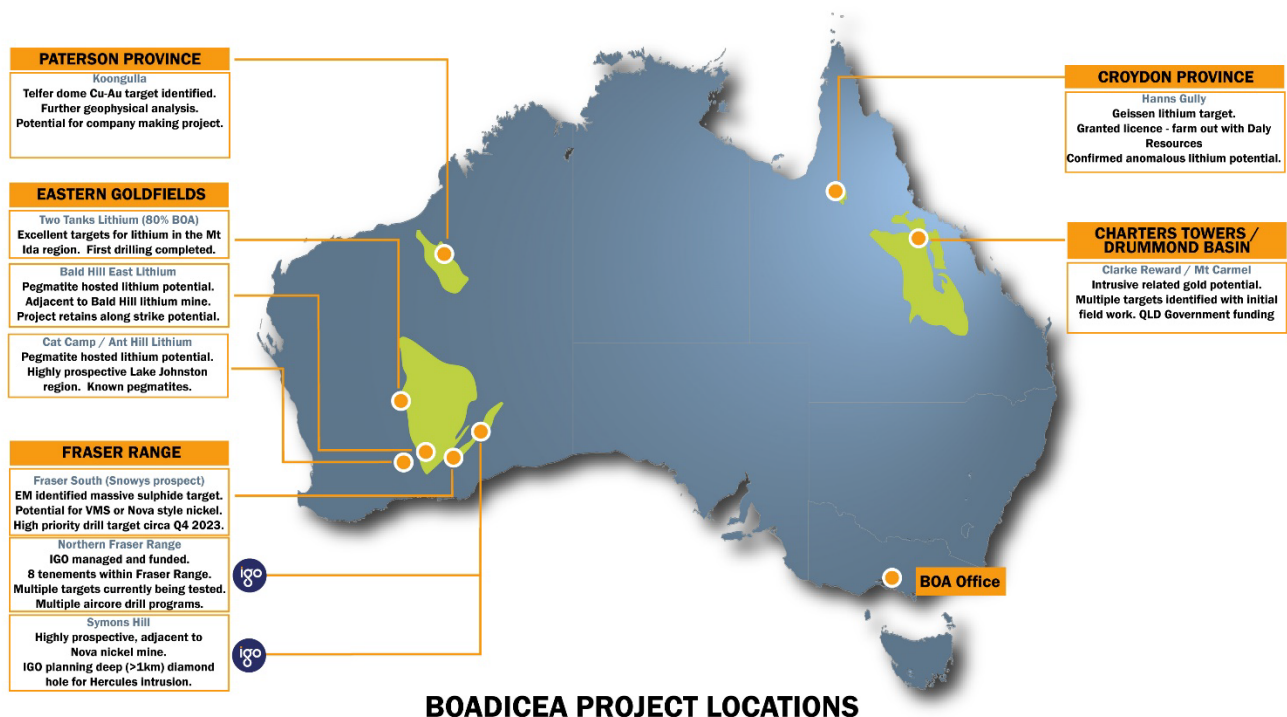 PATERSON PROVINCE
Koongulla
Telfer dome Cu-Au target identified.
Further geophysical analysis.
Potential for company making project.
EASTERN GOLDFIELDS
Two Tanks Lithium (80% BOA)
Excellent targets for lithium in the Mt
Ida region. First drilling completed.
Bald Hill East Lithium
Pegmatite hosted lithium potential.
Adjacent to Bald Hill lithium mine.
Project retains along strike potential.
Cat Camp / Ant Hill Lithium
Pegmatite hosted lithium potential.
Highly prospective Lake Johnston
region. Known pegmatites.
FRASER RANGE
Fraser South (Snowys prospect)
EM identified massive sulphide target.
Potential for VMS or Nova style nickel.
High priority drill target circa Q4 2023.
Northern Fraser Range
IGO managed and funded.
8 tenements within Fraser Range.
Multiple targets currently being tested.
Multiple aircore drill programs.
igo
Symons Hill
Highly prospective, adjacent to
Nova nickel mine.
IGO planning deep (>1km) diamond
hole for Hercules intrusion.
igo
CROYDON PROVINCE
Hanns Gully
Geissen lithium target.
Granted licence - farm out with Daly
Resources
Confirmed anomalous lithium potential.
CHARTERS TOWERS /
DRUMMOND BASIN
Clarke Reward / Mt Carmel
Intrusive related gold potential.
Multiple targets identified with initial
field work. QLD Government funding
BOA Office
BOADICEA PROJECT LOCATIONS